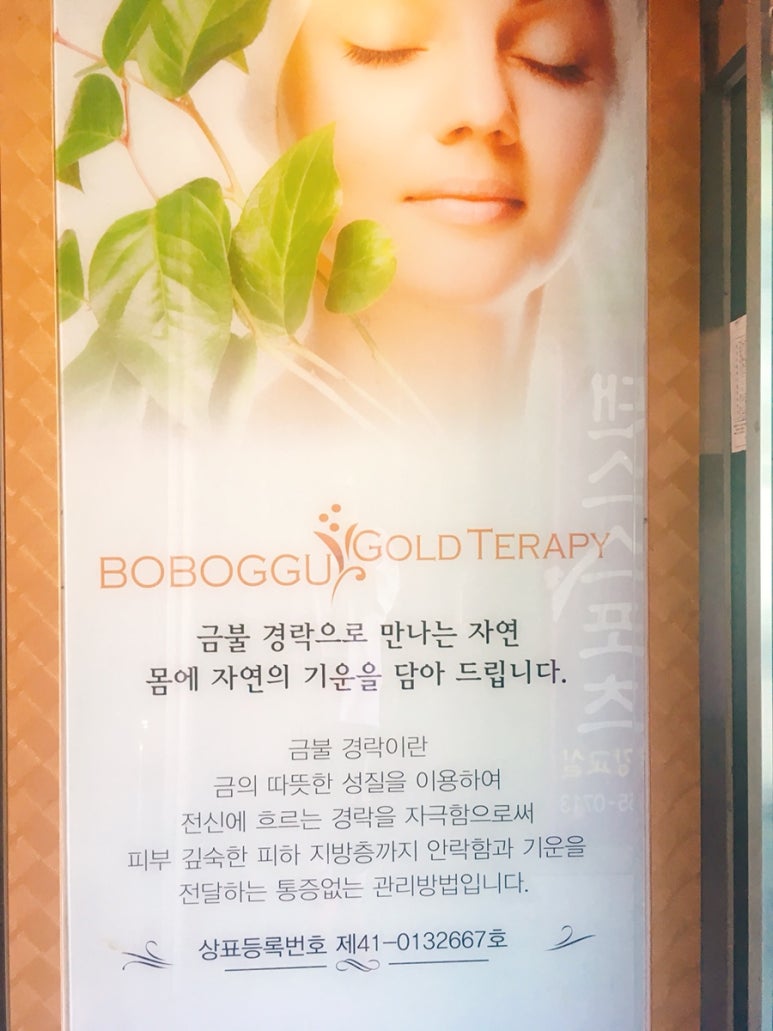 BOBOGGU GOLD TERAPY
금불 경락으로 만나는 자연
몸에 자연의 기운을 담아 드립니다.
금불 경락이란
금의 따뜻한 성질을 이용하여
전신에 흐르는 경락을 자극함으로써
피부 깊숙한 피하 지방층까지 안락함과 기운을
전달하는 통증없는 관리방법입니다.
상표등록번호 제41-0132667호
댄스스포츠